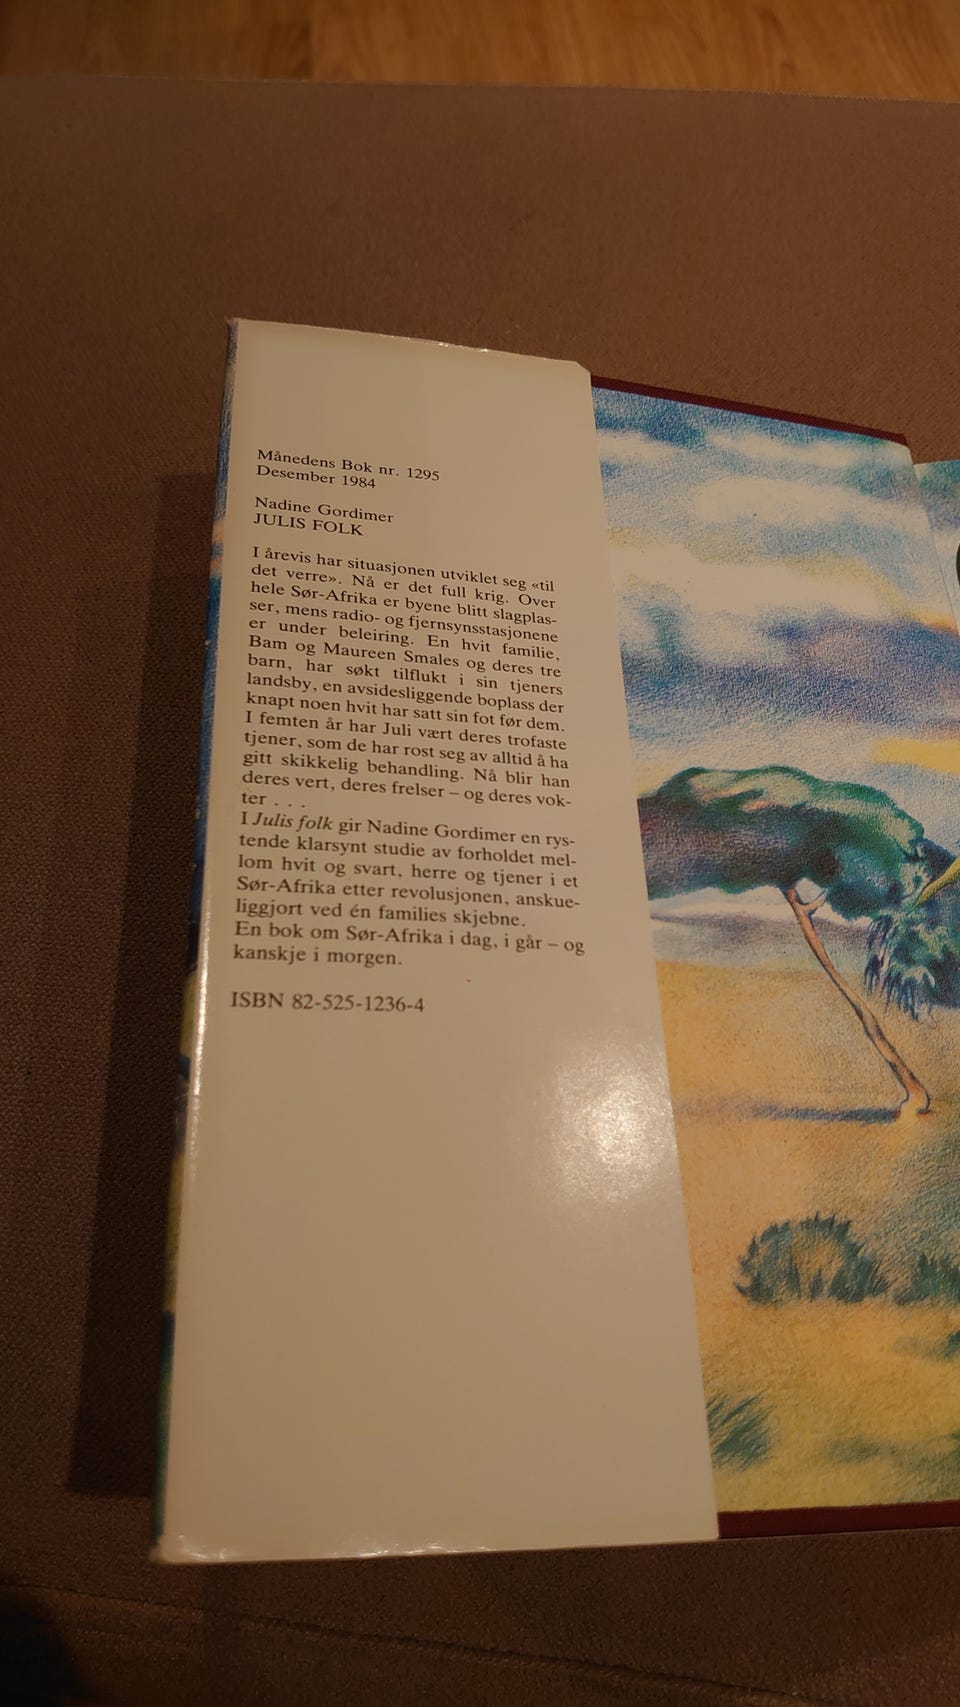 Månedens Bok nr. 1295
Desember 1984
Nadine Gordimer
JULIS FOLK
I årevis har situasjonen utviklet seg «til
det verre». Nå er det full krig. Over
hele Sør-Afrika er byene blitt slagplas-
ser, mens radio- og fjernsynsstasjonene
er under beleiring. En hvit familie,
Bam og Maureen Smales og deres tre
barn, har søkt tilflukt i sin tjeners
landsby, en avsidesliggende boplass der
knapt noen hvit har satt sin fot før dem.
I femten år har Juli vært deres trofaste
tjener, som de har rost seg av alltid å ha
gitt skikkelig behandling. Nå blir han
deres vert, deres frelser – og deres vok-
ter . . .
I Julis folk gir Nadine Gordimer en rys-
tende klarsynt studie av forholdet mel-
lom hvit og svart, herre og tjener i et
Sør-Afrika etter revolusjonen, anskue-
liggjort ved én families skjebne.
En bok om Sør-Afrika i dag, i går – og
kanskje i morgen.
ISBN 82-525-1236-4